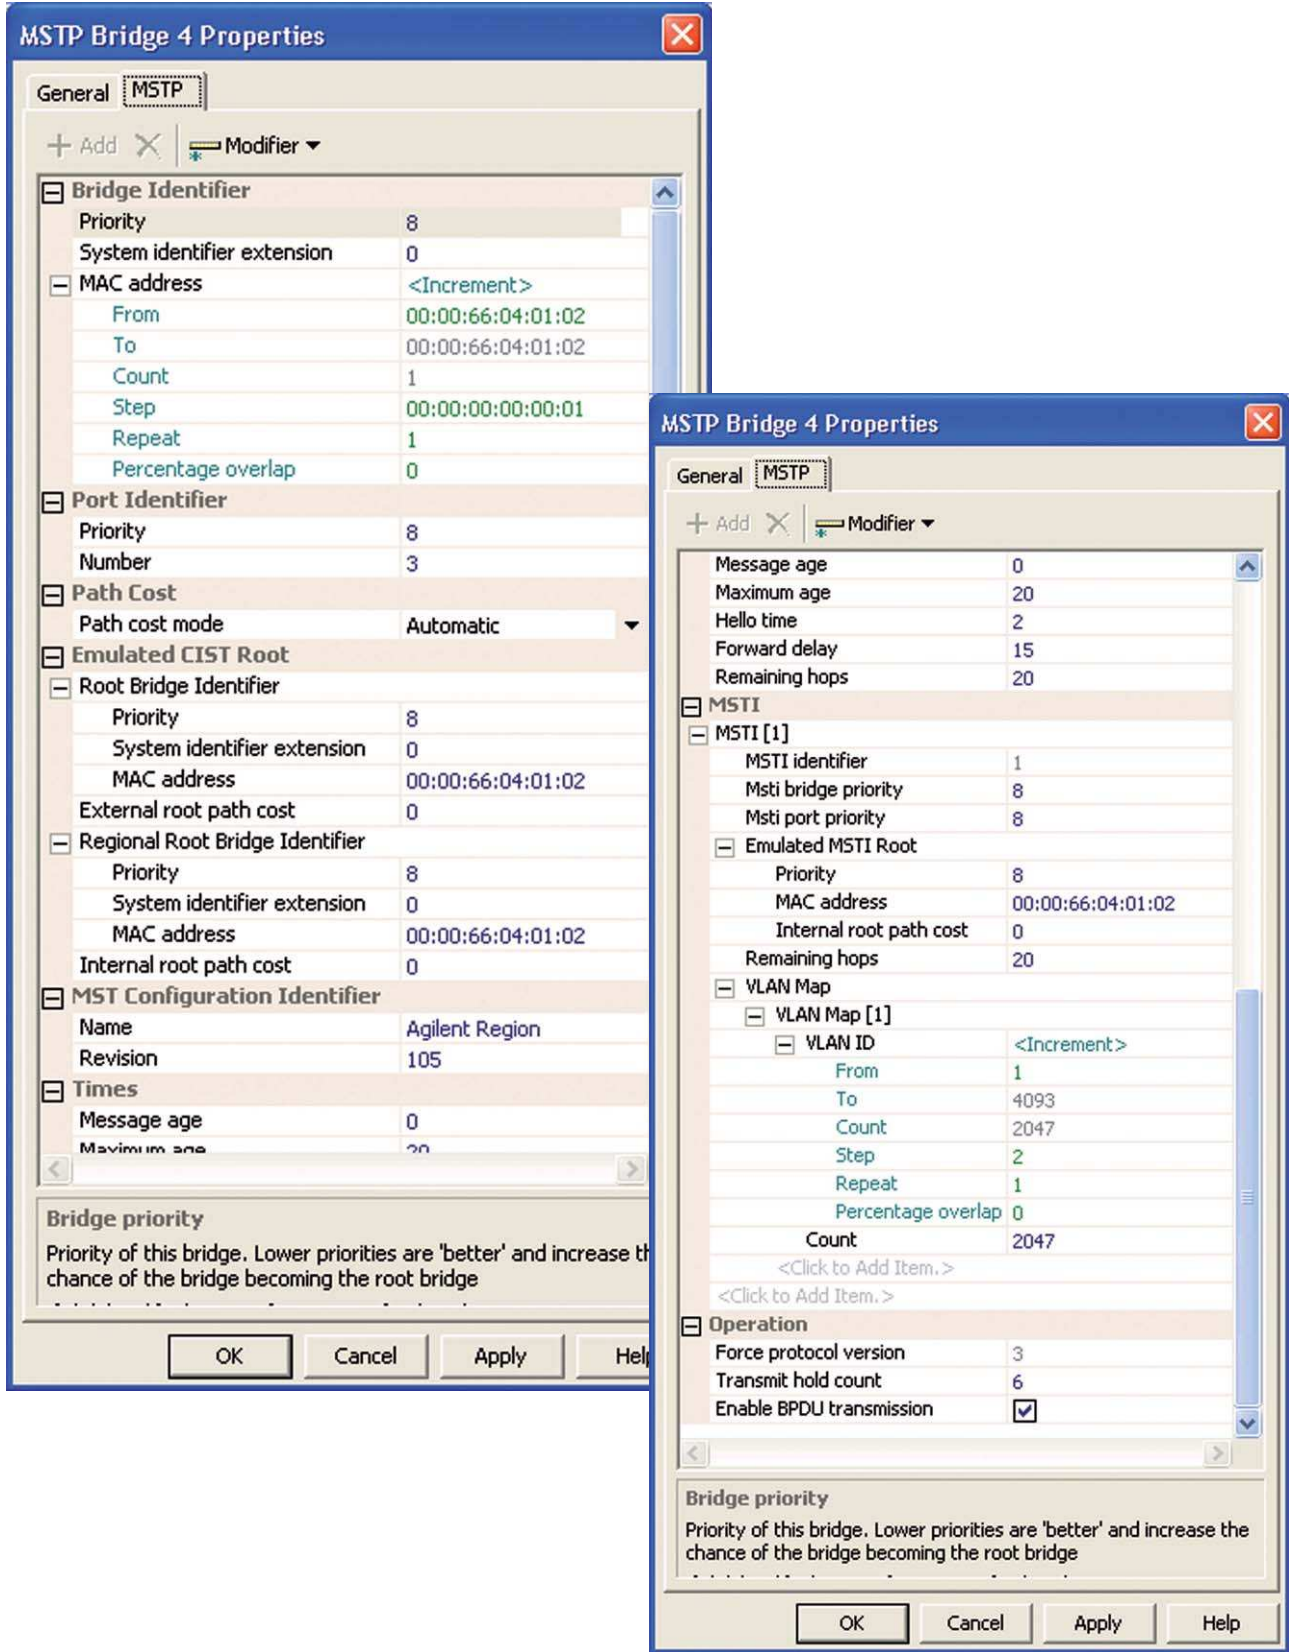 MSTP Bridge 4 Properties
General MSTP
Add Modifier
Bridge Identifier
Priority 8
System identifier extension 0
MAC address <Increment>
From 00:00:66:04:01:02
To 00:00:66:04:01:02
Count 1
Step 00:00:00:00:00:01
Repeat 1
Percentage overlap 0
Port Identifier
Priority 8
Number 3
Path Cost
Path cost mode Automatic
Emulated CIST Root
Root Bridge Identifier
Priority 8
System identifier extension 0
MAC address 00:00:66:04:01:02
External root path cost 0
Regional Root Bridge Identifier
Priority 8
System identifier extension 0
MAC address 00:00:66:04:01:02
Internal root path cost 0
MST Configuration Identifier
Name Agilent Region
Revision 105
Times
Message age 0
Maximum age 20
Bridge priority
Priority of this bridge. Lower priorities are 'better' and increase th
chance of the bridge becoming the root bridge
OK Cancel Apply Help
MSTP Bridge 4 Properties
General MSTP
Add Modifier
Message age 0
Maximum age 20
Hello time 2
Forward delay 15
Remaining hops 20
MSTI
MSTI [1]
MSTI identifier 1
Msti bridge priority 8
Msti port priority 8
Emulated MSTI Root
Priority 8
MAC address 00:00:66:04:01:02
Internal root path cost 0
Remaining hops 20
VLAN Map
VLAN Map [1]
VLAN ID <Increment>
From 1
To 4093
Count 2047
Step 2
Repeat 1
Percentage overlap 0
Count 2047
<Click to Add Item.>
<Click to Add Item.>
Operation
Force protocol version 3
Transmit hold count 6
Enable BPDU transmission
Bridge priority
Priority of this bridge. Lower priorities are 'better' and increase the
chance of the bridge becoming the root bridge
OK Cancel Apply Help